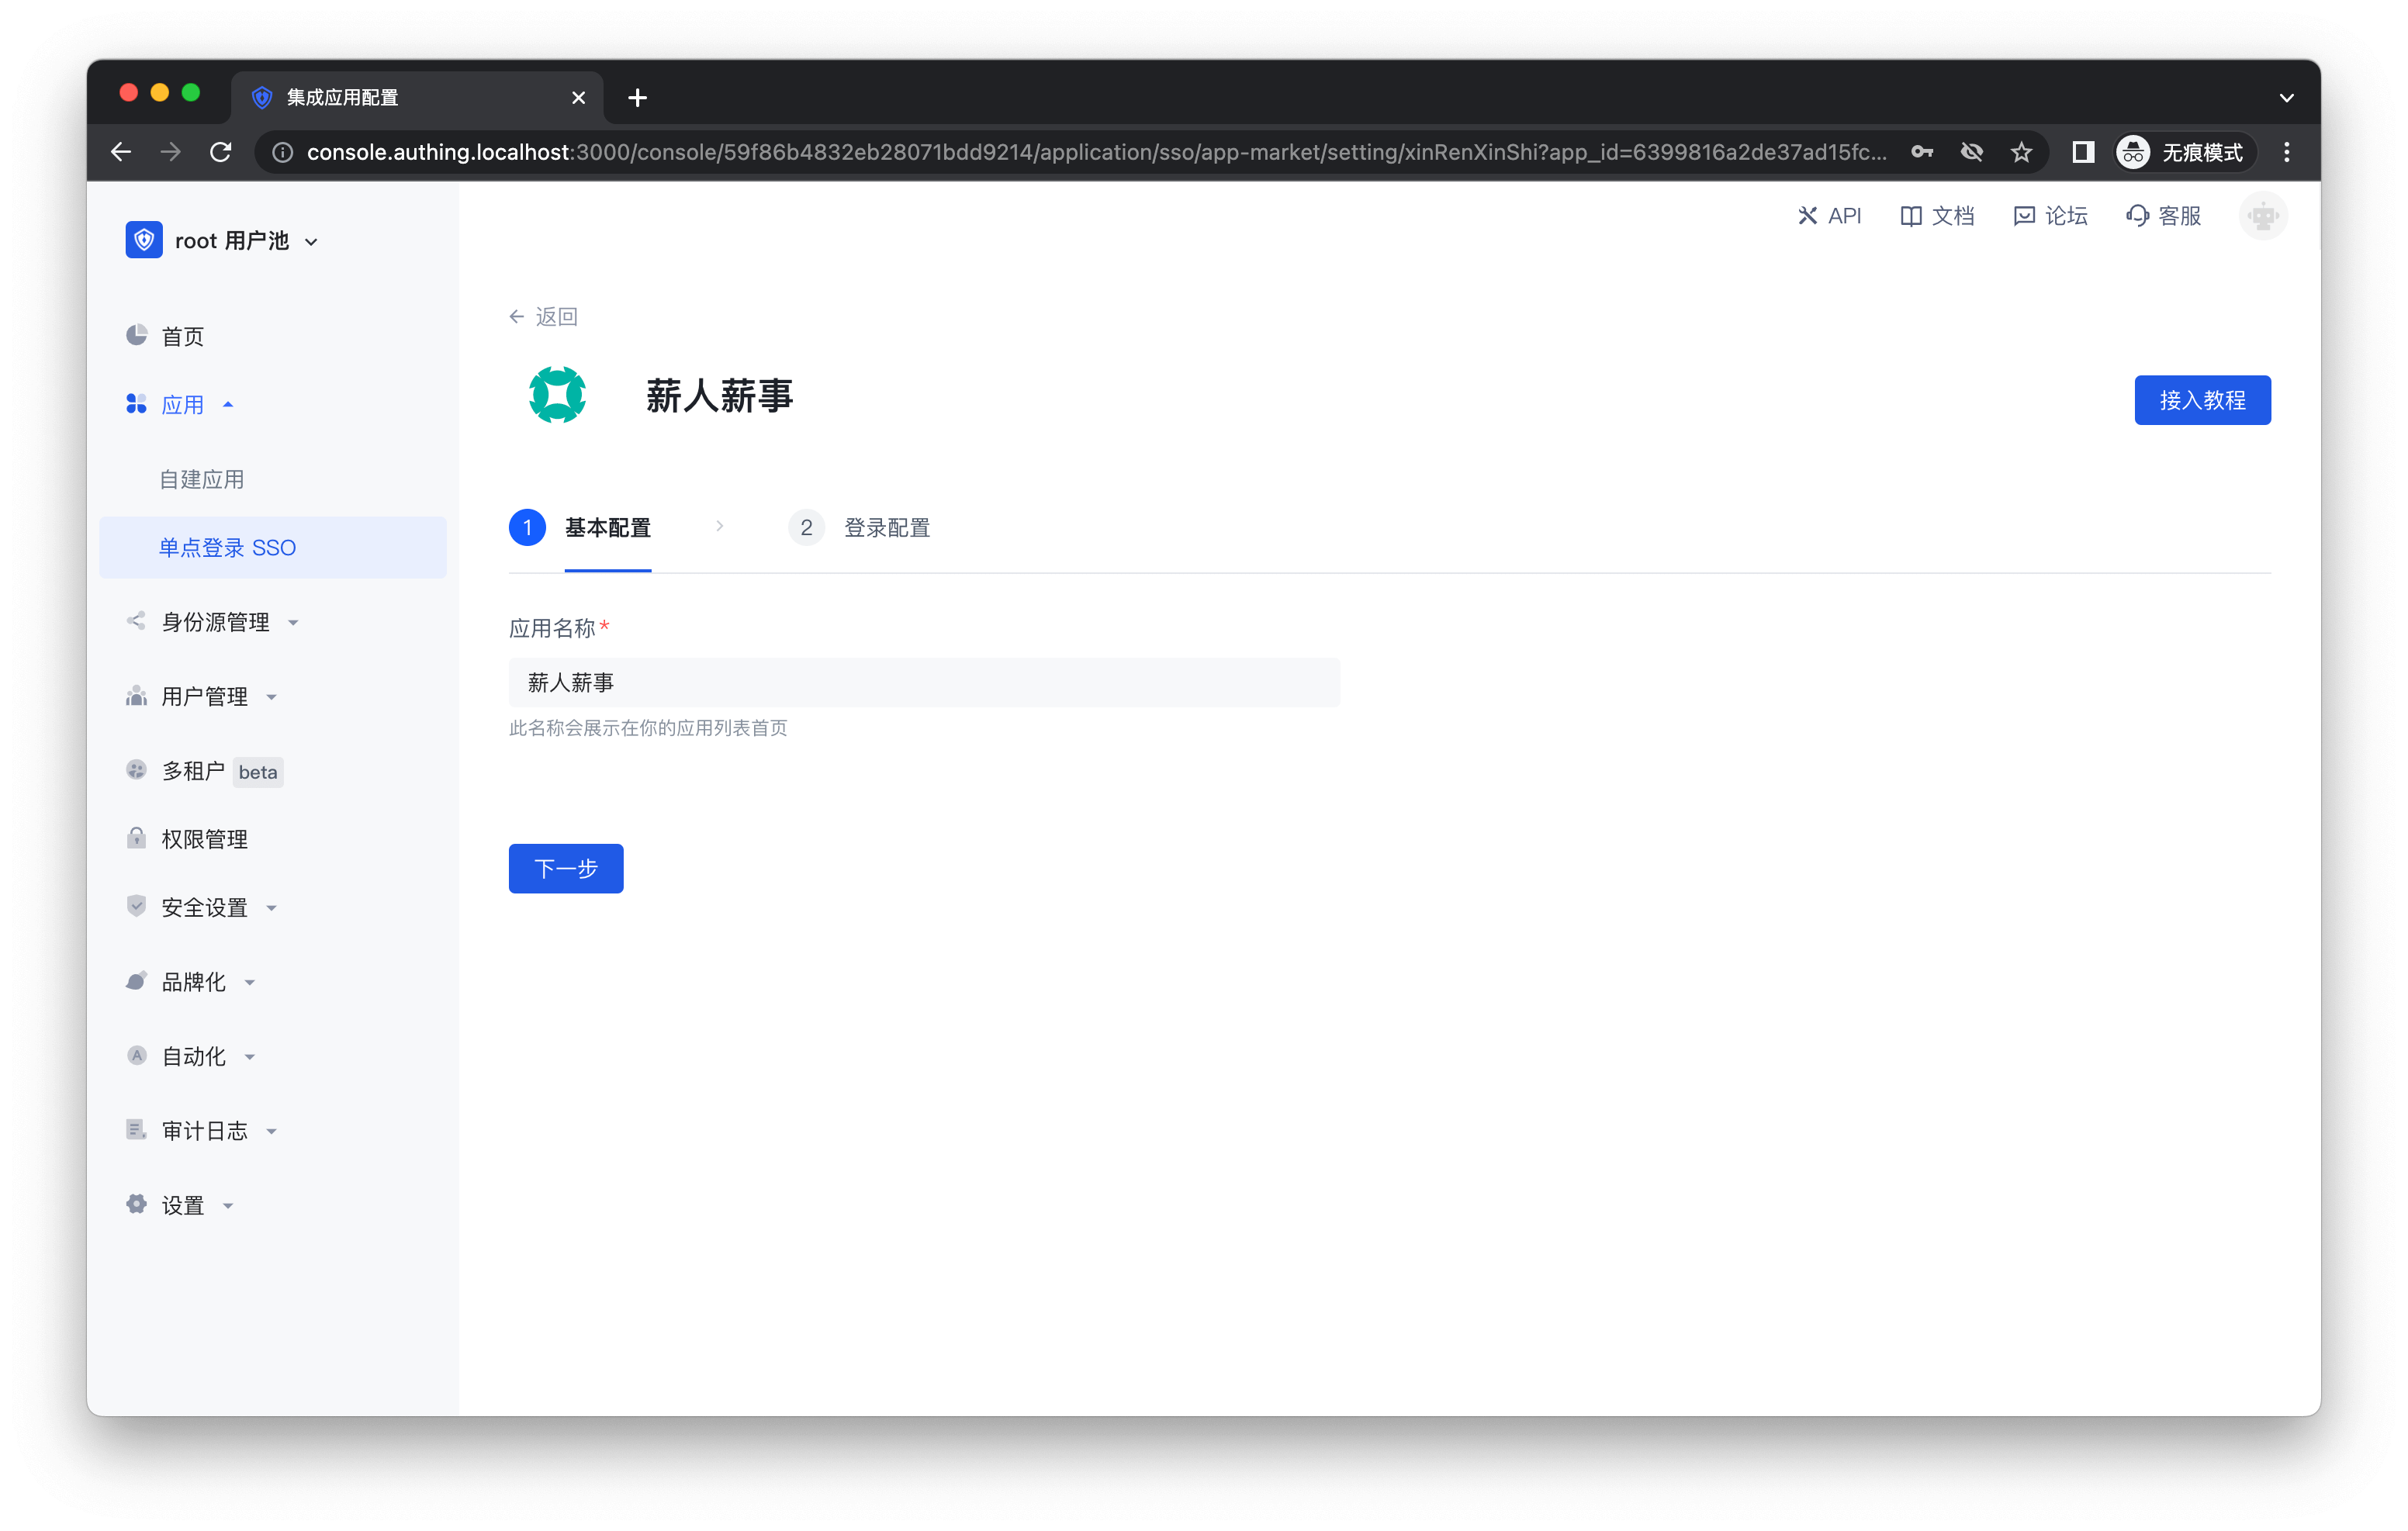 集成应用配置
console.authing.localhost:3000/console/59f86b4832eb28071bdd9214/application/sso/app-market/setting/xinRenXinShi?app_id=6399816a2de37ad15fc...
无痕模式
root 用户池
API 文档 论坛 客服
首页
应用
自建应用
单点登录 SSO
身份源管理
用户管理
多租户 beta
权限管理
安全设置
品牌化
自动化
审计日志
设置
返回
薪人薪事
接入教程
1 基本配置
2 登录配置
应用名称*
薪人薪事
此名称会展示在你的应用列表首页
下一步